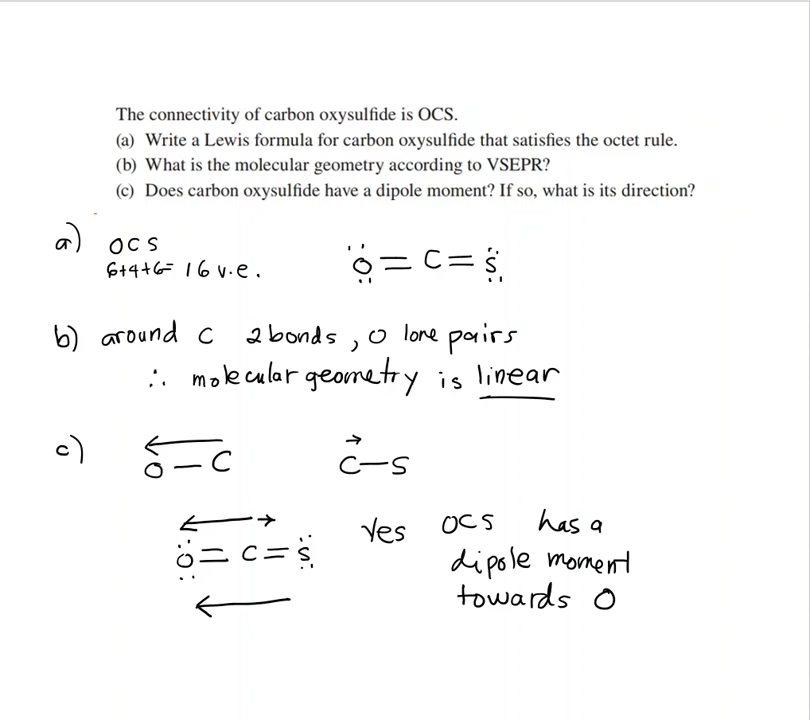 The connectivity of carbon oxysulfide is OCS.
(a) Write a Lewis formula for carbon oxysulfide that satisfies the octet rule.
(b) What is the molecular geometry according to VSEPR?
(c) Does carbon oxysulfide have a dipole moment? If so, what is its direction?
a) OCS
6+4+6= 16 v.e.
O=C=S
b) around C 2 bonds, 0 lone pairs
∴ molecular geometry is linear
c) O-C C-S
O=C=S
Yes OCS has a
dipole moment
towards O